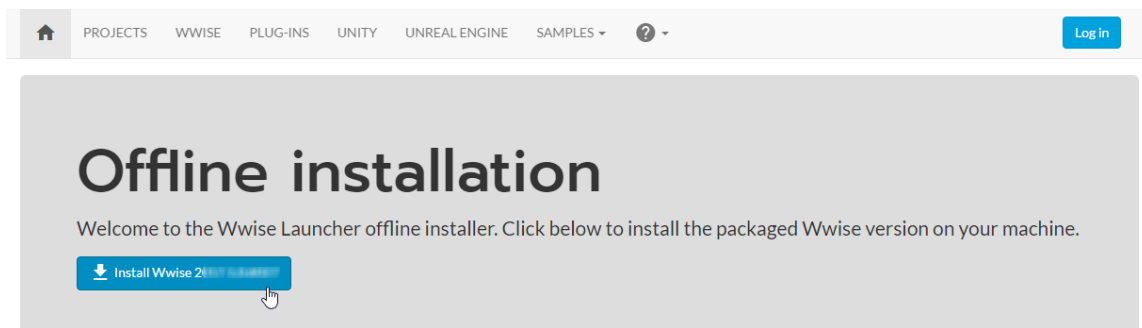 PROJECTS WWISE PLUG-INS UNITY UNREAL ENGINE SAMPLES Log in
Offline installation
Welcome to the Wwise Launcher offline installer. Click below to install the packaged Wwise version on your machine.
Install Wwise